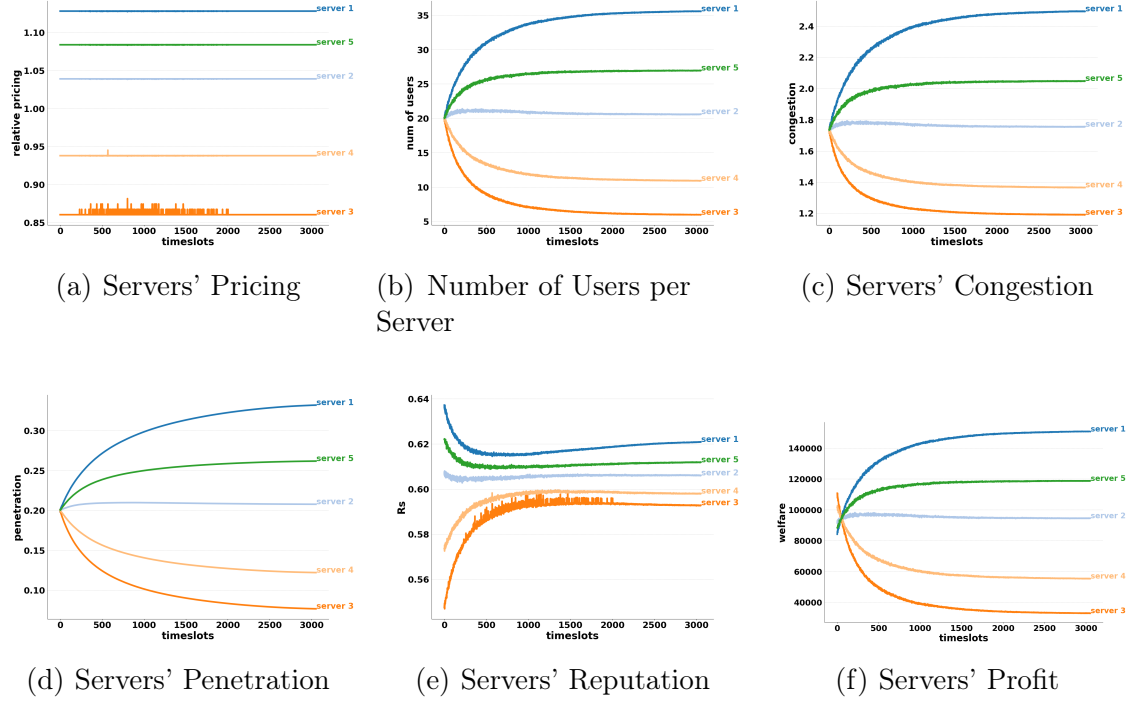 relative pricing
1.10
1.05
1.00
0.95
0.90
0.85
server 1
server 5
server 2
server 4
server 3
0 500 1000 1500 2000 2500 3000
timeslots
(a) Servers' Pricing
num of users
35
30
25
20
15
10
5
server 1
server 5
server 2
server 4
server 3
0 500 1000 1500 2000 2500 3000
timeslots
(b) Number of Users per
Server
congestion
2.4
2.2
2.0
1.8
1.6
1.4
1.2
server 1
server 5
server 2
server 4
server 3
0 500 1000 1500 2000 2500 3000
timeslots
(c) Servers' Congestion
penetration
0.30
0.25
0.20
0.15
0.10
server 1
server 5
server 2
server 4
server 3
0 500 1000 1500 2000 2500 3000
timeslots
(d) Servers' Penetration
Rs
0.64
0.62
0.60
0.58
0.56
server 1
server 5
server 2
server 4
server 3
0 500 1000 1500 2000 2500 3000
timeslots
(e) Servers' Reputation
welfare
140000
120000
100000
80000
60000
40000
server 1
server 5
server 2
server 4
server 3
0 500 1000 1500 2000 2500 3000
timeslots
(f) Servers' Profit